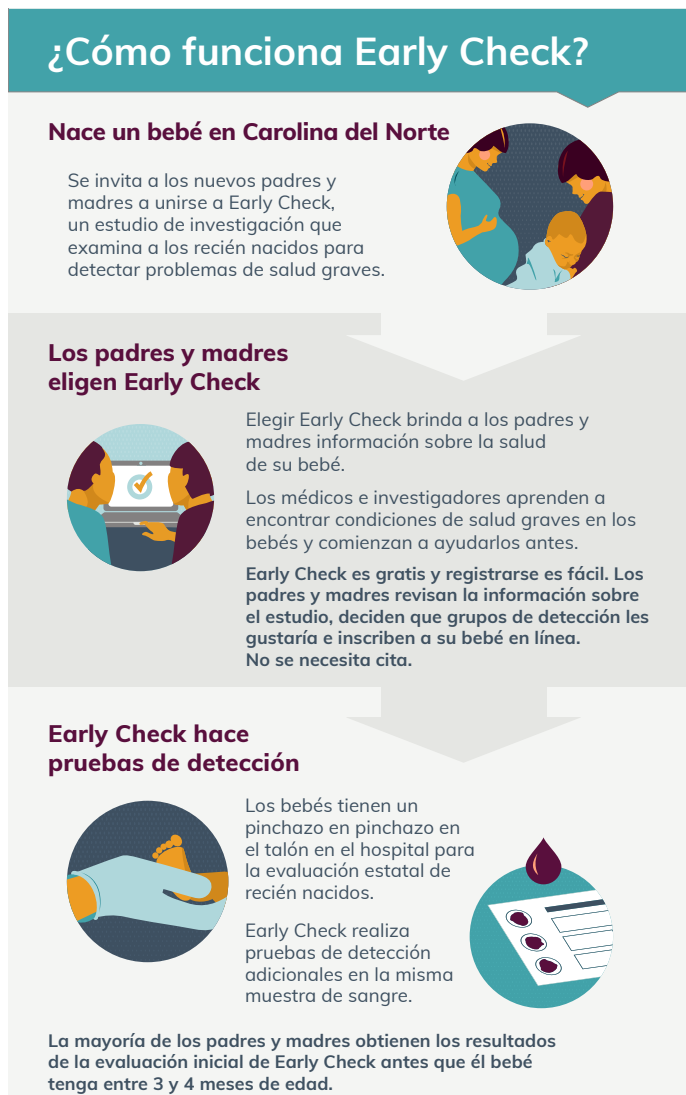 ¿Cómo funciona Early Check?
Nace un bebé en Carolina del Norte
Se invita a los nuevos padres y
madres a unirse a Early Check,
un estudio de investigación que
examina a los recién nacidos para
detectar problemas de salud graves.
Los padres y madres
eligen Early Check
Elegir Early Check brinda a los padres y
madres información sobre la salud
de su bebé.
Los médicos e investigadores aprenden a
encontrar condiciones de salud graves en los
bebés y comienzan a ayudarlos antes.
Early Check es gratis y registrarse es fácil. Los
padres y madres revisan la información sobre
el estudio, deciden que grupos de detección les
gustaría e inscriben a su bebé en línea.
No se necesita cita.
Early Check hace
pruebas de detección
Los bebés tienen un
pinchazo en pinchazo en
el talón en el hospital para
la evaluación estatal de
recién nacidos.
Early Check realiza
pruebas de detección
adicionales en la misma
muestra de sangre.
La mayoría de los padres y madres obtienen los resultados
de la evaluación inicial de Early Check antes que él bebé
tenga entre 3 y 4 meses de edad.